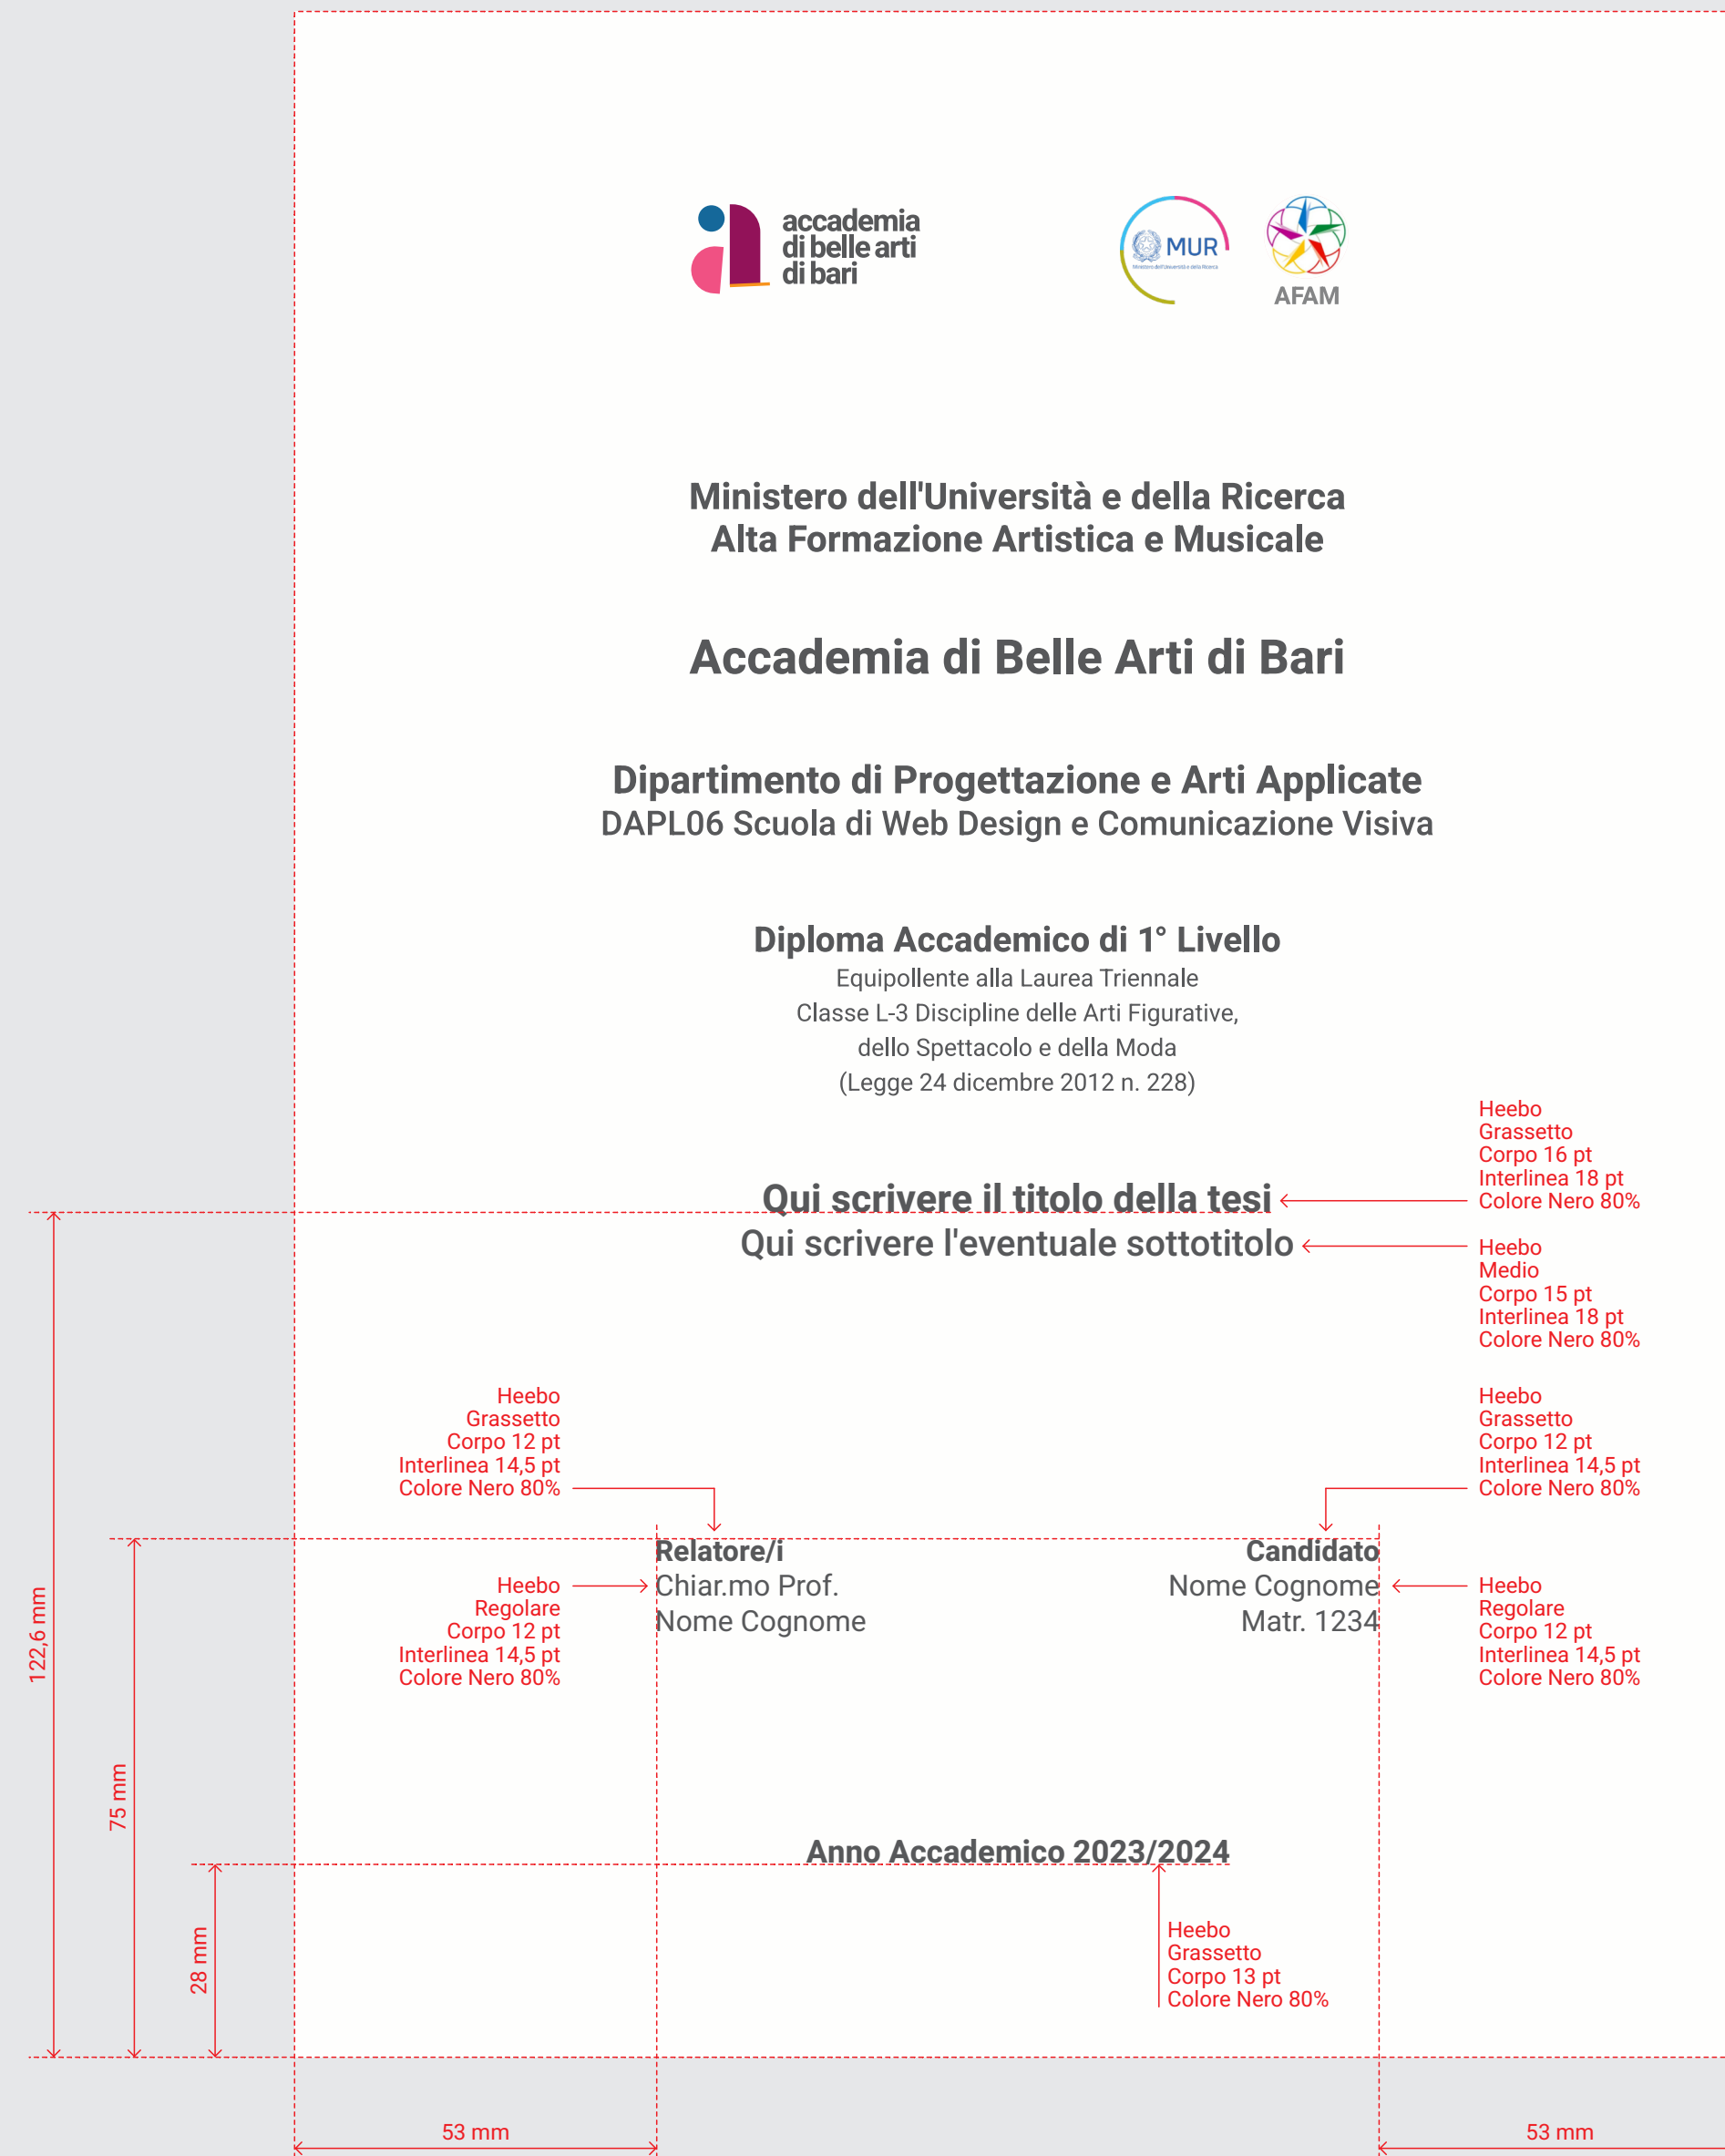 accademia
di belle arti
di bari
MUR
Ministero dell'Università e della Ricerca
AFAM
Ministero dell'Università e della Ricerca
Alta Formazione Artistica e Musicale
Accademia di Belle Arti di Bari
Dipartimento di Progettazione e Arti Applicate
DAPL06 Scuola di Web Design e Comunicazione Visiva
Diploma Accademico di 1° Livello
Equipollente alla Laurea Triennale
Classe L-3 Discipline delle Arti Figurative,
dello Spettacolo e della Moda
(Legge 24 dicembre 2012 n. 228)
Heebo
Grassetto
Corpo 16 pt
Interlinea 18 pt
Colore Nero 80%
Qui scrivere il titolo della tesi
Qui scrivere l'eventuale sottotitolo
Heebo
Medio
Corpo 15 pt
Interlinea 18 pt
Colore Nero 80%
Heebo
Grassetto
Corpo 12 pt
Interlinea 14,5 pt
Colore Nero 80%
Heebo
Grassetto
Corpo 12 pt
Interlinea 14,5 pt
Colore Nero 80%
Relatore/i
Chiar.mo Prof.
Nome Cognome
Candidato
Nome Cognome
Matr. 1234
Heebo
Regolare
Corpo 12 pt
Interlinea 14,5 pt
Colore Nero 80%
Heebo
Regolare
Corpo 12 pt
Interlinea 14,5 pt
Colore Nero 80%
122,6 mm
75 mm
28 mm
Anno Accademico 2023/2024
Heebo
Grassetto
Corpo 13 pt
Colore Nero 80%
53 mm
53 mm